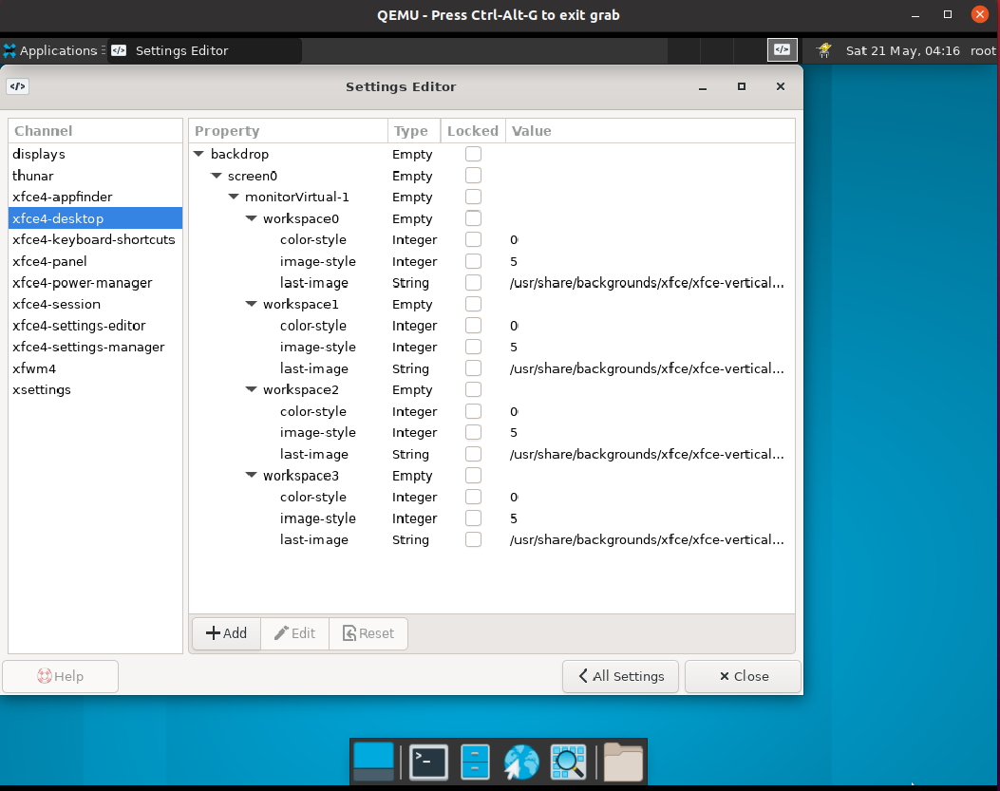 QEMU - Press Ctrl-Alt-G to exit grab
Applications Settings Editor Sat 21 May, 04:16 root
Settings Editor
Channel
displays
thunar
xfce4-appfinder
xfce4-desktop
xfce4-keyboard-shortcuts
xfce4-panel
xfce4-power-manager
xfce4-session
xfce4-settings-editor
xfce4-settings-manager
xfwm4
xsettings
Property Type Locked Value
backdrop Empty
screen0 Empty
monitorVirtual-1 Empty
workspace0 Empty
color-style Integer 0
image-style Integer 5
last-image String /usr/share/backgrounds/xfce/xfce-vertical...
workspace1 Empty
color-style Integer 0
image-style Integer 5
last-image String /usr/share/backgrounds/xfce/xfce-vertical...
workspace2 Empty
color-style Integer 0
image-style Integer 5
last-image String /usr/share/backgrounds/xfce/xfce-vertical...
workspace3 Empty
color-style Integer 0
image-style Integer 5
last-image String /usr/share/backgrounds/xfce/xfce-vertical...
Add Edit Reset
Help All Settings Close